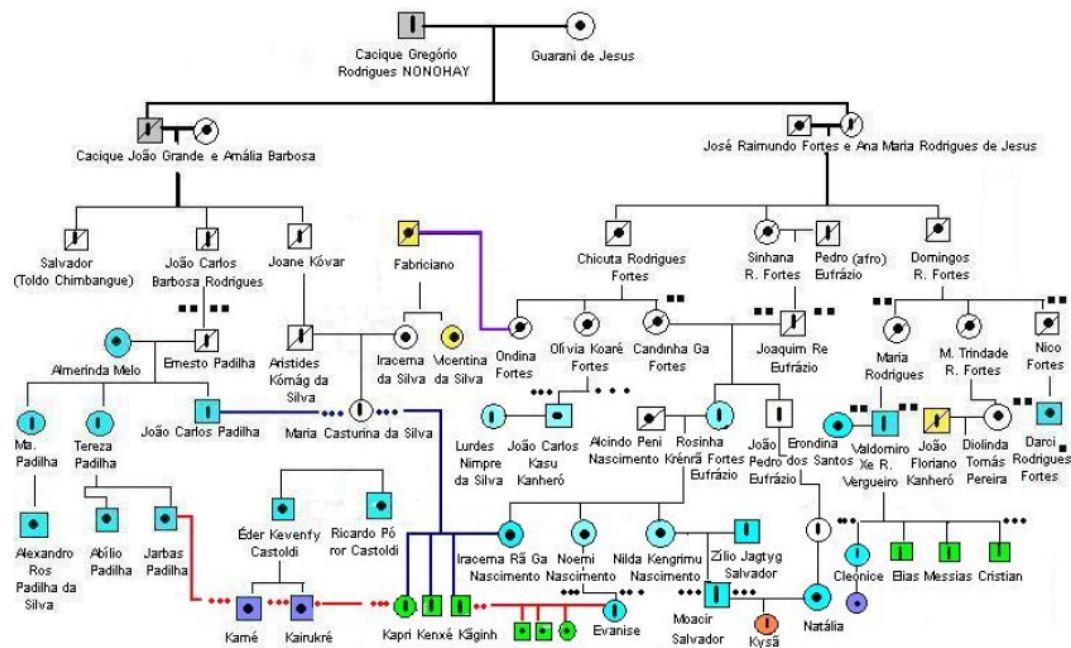 Cacique Gregório
Rodrigues NONOHAY
Guarani de Jesus
Cacique João Grande e Amália Barbosa
José Raimundo Fortes e Ana Maria Rodrigues de Jesus
Salvador
(Toldo Chimbangue)
João Carlos
Barbosa Rodrigues
Joane Kóvar
Fabriciano
Chicuta Rodrigues
Fortes
Sinhana
R. Fortes
Pedro (afro)
Eufrázio
Domingos
R. Fortes
Almerinda Melo
Ernesto Padilha
Aristides
Kómág da
Silva
Iracema
da Silva
Vicentina
da Silva
Ondina
Fortes
Olívia Koaré
Fortes
Candinha Ga
Fortes
Joaquim Re
Eufrázio
Maria
Rodrigues
M. Trindade
R. Fortes
Nico
Fortes
Ma.
Padilha
Tereza
Padilha
João Carlos Padilha
Maria Casturina da Silva
Lurdes
Nimpre
da Silva
João Carlos
Kasu
Kanheró
Alcindo Peni
Nascimento
Rosinha
Krénrã Fortes
Eufrázio
João
Pedro
Eufrázio
Erondina
dos Santos
Valdomiro
Xe R.
Vergueiro
João
Floriano
Kanheró
Diolinda
Tomás
Pereira
Darci
Rodrigues
Fortes
Alexandro
Ros
Padilha da
Silva
Abílio
Padilha
Jarbas
Padilha
Éder Kevenfy
Castoldi
Ricardo Pó
ror Castoldi
Iracema Rã Ga
Nascimento
Noemi
Nascimento
Nilda Kengrimu
Nascimento
Zílio Jagtyg
Salvador
Cleonice
Elias
Messias
Cristian
Kamé
Kairukré
Kapri
Kenxé
Kãginh
Evanise
Moacir
Salvador
Kysã
Natália